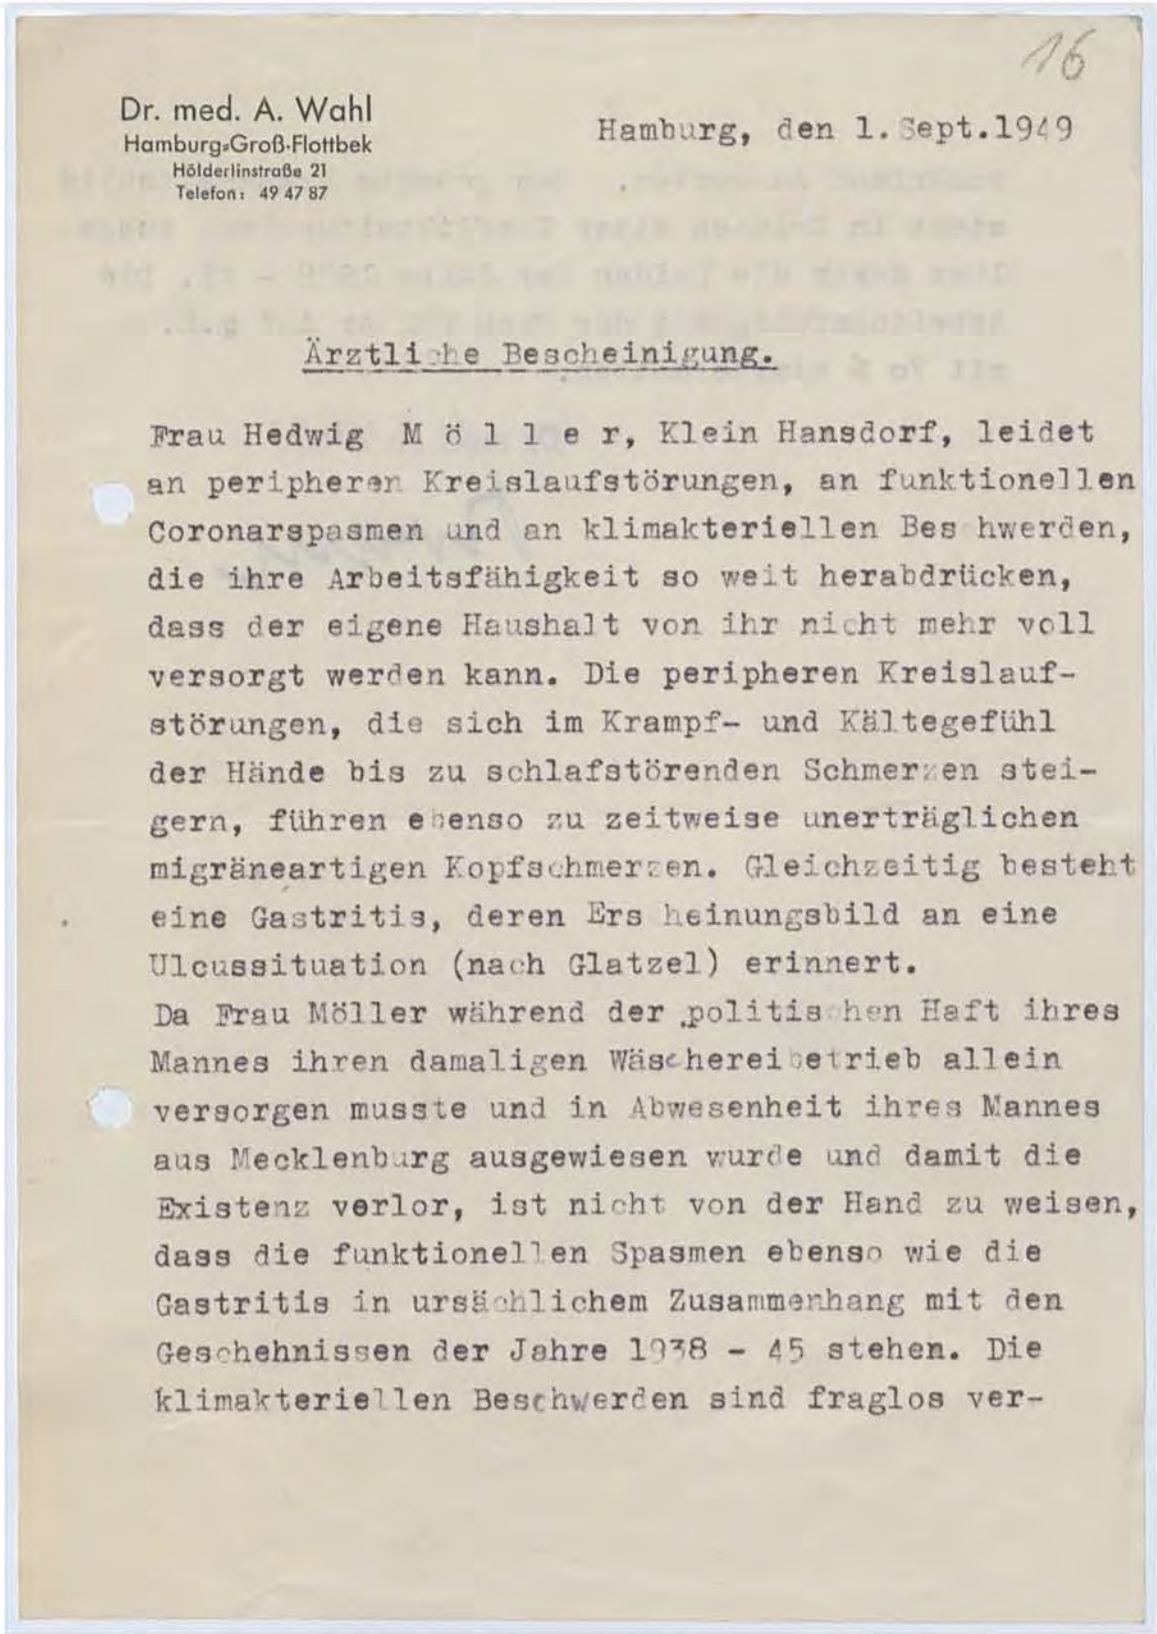 16
Dr. med. A. Wahl
Hamburg-Groß-Flottbek
Hölderlinstraße 21
Telefon: 49 47 87
Hamburg, den 1. Sept. 1949
Ärztliche Bescheinigung.
Frau Hedwig M ö l l e r, Klein Hansdorf, leidet
an peripheren Kreislaufstörungen, an funktionellen
Coronarspasmen und an klimakteriellen Beschwerden,
die ihre Arbeitsfähigkeit so weit herabdrücken,
dass der eigene Haushalt von ihr nicht mehr voll
versorgt werden kann. Die peripheren Kreislauf-
störungen, die sich im Krampf- und Kältegefühl
der Hände bis zu schlafstörenden Schmerzen stei-
gern, führen ebenso zu zeitweise unerträglichen
migräneartigen Kopfschmerzen. Gleichzeitig besteht
eine Gastritis, deren Erscheinungsbild an eine
Ulcussituation (nach Glatzel) erinnert.
Da Frau Möller während der politischen Haft ihres
Mannes ihren damaligen Wäschereibetrieb allein
versorgen musste und in Abwesenheit ihres Mannes
aus Mecklenburg ausgewiesen wurde und damit die
Existenz verlor, ist nicht von der Hand zu weisen,
dass die funktionellen Spasmen ebenso wie die
Gastritis in ursächlichem Zusammenhang mit den
Geschehnissen der Jahre 1938 - 45 stehen. Die
klimakteriellen Beschwerden sind fraglos ver-